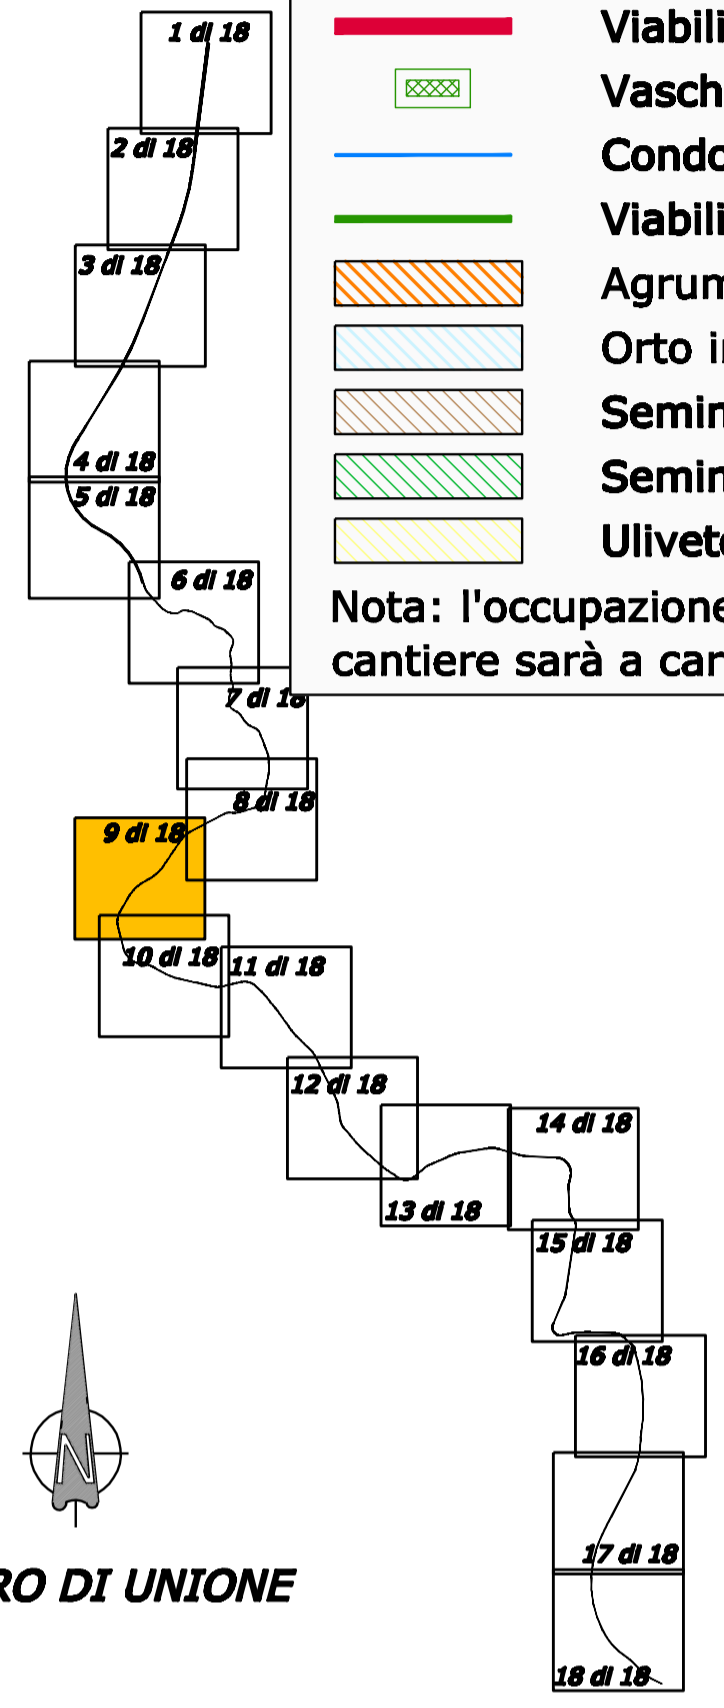 1 di 18
2 di 18
3 di 18
4 di 18
5 di 18
6 di 18
7 di 18
8 di 18
9 di 18
10 di 18
11 di 18
12 di 18
13 di 18
14 di 18
15 di 18
16 di 18
17 di 18
18 di 18
Viabili
Vasch
Condo
Viabili
Agrum
Orto i
Semin
Semin
Ulivet
Nota: l'occupazione
cantiere sarà a car
N
RO DI UNIONE